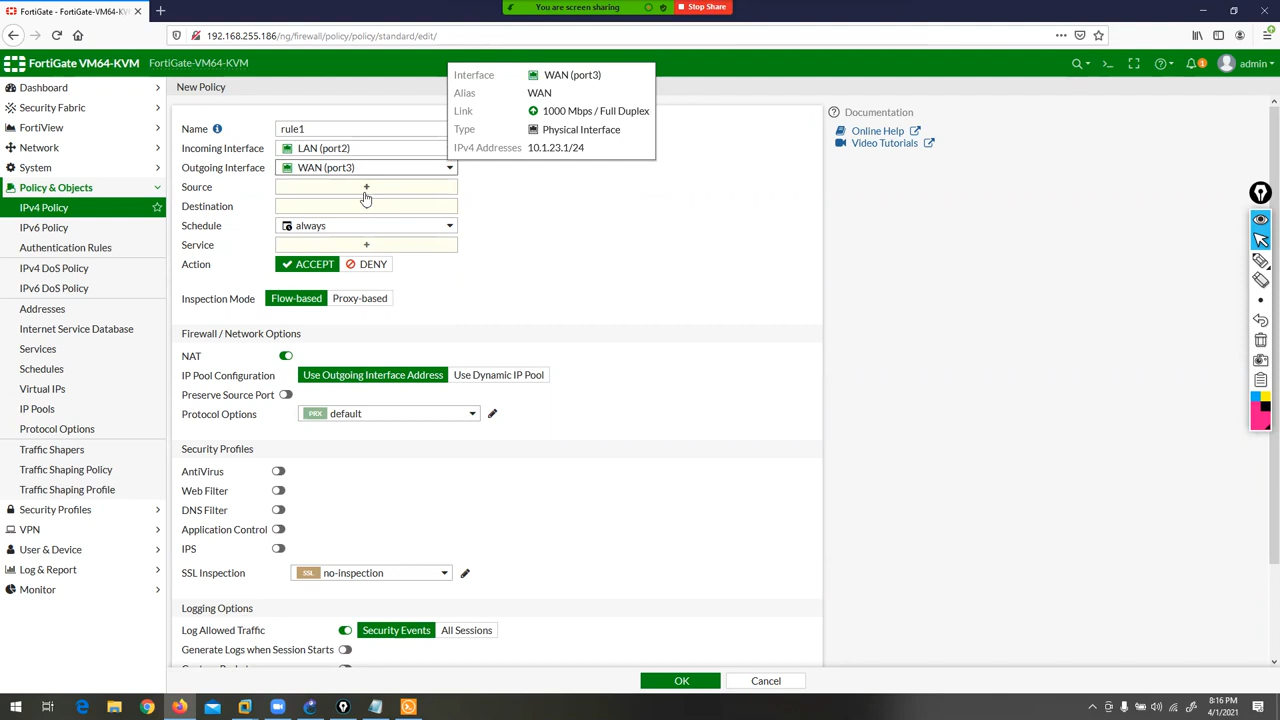 You are screen sharing
Stop Share
FortiGate - FortiGate-VM64-KVM
192.168.255.186/ng/firewall/policy/policy/standard/edit/
FortiGate VM64-KVM FortiGate-VM64-KVM
1
admin
Dashboard
Security Fabric
FortiView
Network
System
Policy & Objects
IPv4 Policy
IPv6 Policy
Authentication Rules
IPv4 DoS Policy
IPv6 DoS Policy
Addresses
Internet Service Database
Services
Schedules
Virtual IPs
IP Pools
Protocol Options
Traffic Shapers
Traffic Shaping Policy
Traffic Shaping Profile
Security Profiles
VPN
User & Device
Log & Report
Monitor
New Policy
Interface WAN (port3)
Alias WAN
Link 1000 Mbps / Full Duplex
Type Physical Interface
IPv4 Addresses 10.1.23.1/24
Name rule1
Incoming Interface LAN (port2)
Outgoing Interface WAN (port3)
Source +
Destination
Schedule always
Service +
Action ACCEPT DENY
Inspection Mode Flow-based Proxy-based
Firewall / Network Options
NAT
IP Pool Configuration Use Outgoing Interface Address Use Dynamic IP Pool
Preserve Source Port
Protocol Options PRX default
Security Profiles
AntiVirus
Web Filter
DNS Filter
Application Control
IPS
SSL Inspection SSL no-inspection
Logging Options
Log Allowed Traffic Security Events All Sessions
Generate Logs when Session Starts
OK Cancel
Documentation
Online Help
Video Tutorials
8:16 PM
4/1/2021